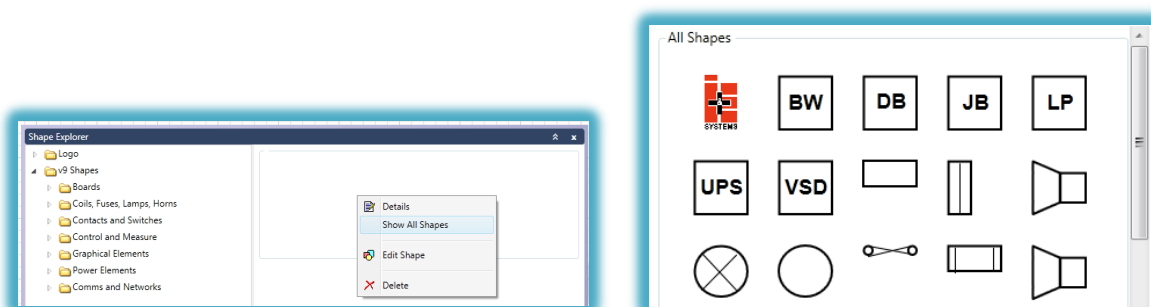 Shape Explorer
Logo
v9 Shapes
Boards
Coils, Fuses, Lamps, Horns
Contacts and Switches
Control and Measure
Graphical Elements
Power Elements
Comms and Networks
Details
Show All Shapes
Edit Shape
Delete
All Shapes
SYSTEMS
BW DB JB LP
UPS VSD